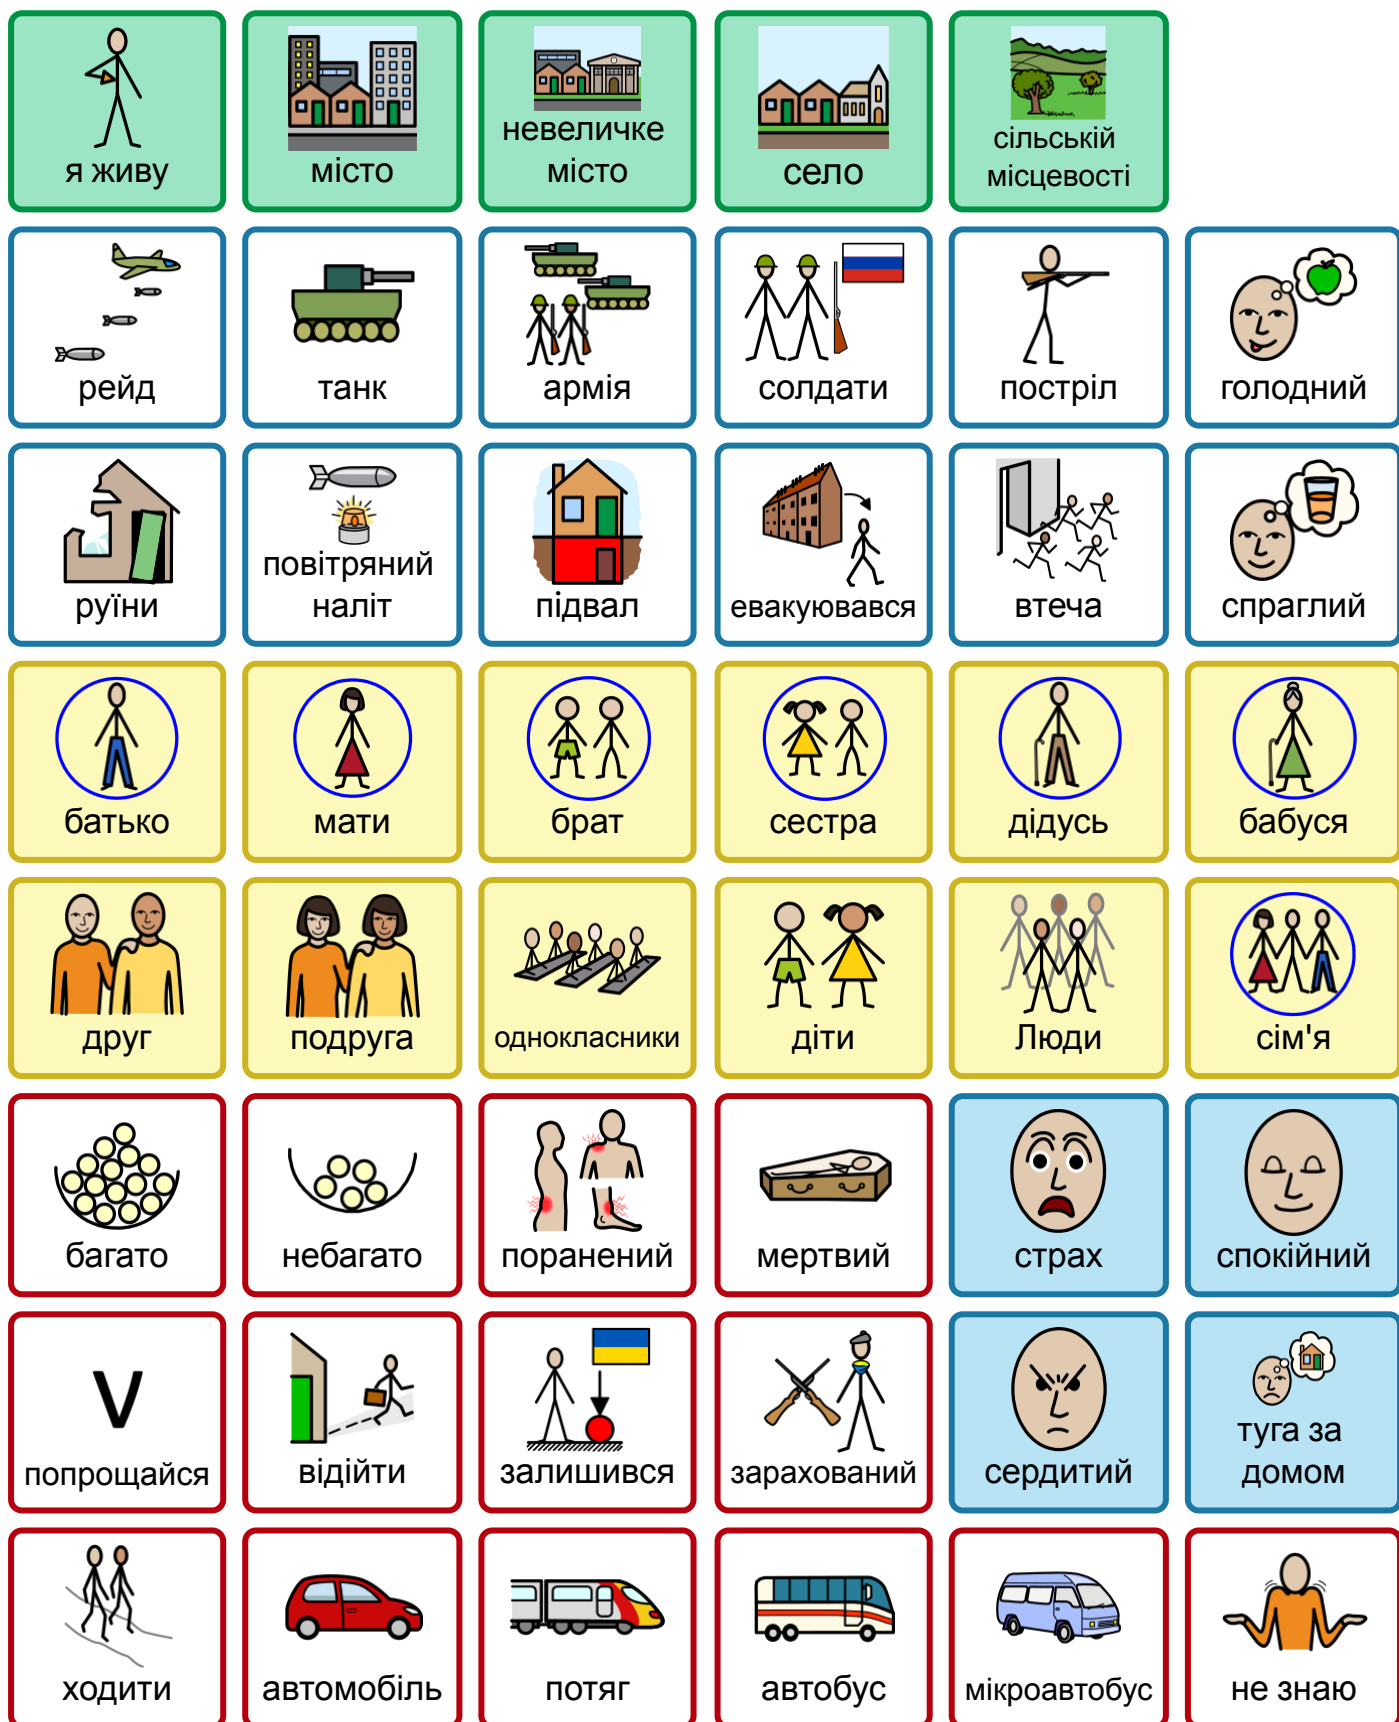 я живу
місто
невеличке
місто
село
сільській
місцевості
рейд
танк
армія
солдати
постріл
голодний
руїни
повітряний
наліт
підвал
евакуювався
втеча
спраглий
батько
мати
брат
сестра
дідусь
бабуся
друг
подруга
однокласники
діти
Люди
сім'я
багато
небагато
поранений
мертвий
страх
спокійний
v
попрощайся
відійти
залишився
зарахований
сердитий
туга за
домом
ходити
автомобіль
потяг
автобус
мікроавтобус
не знаю